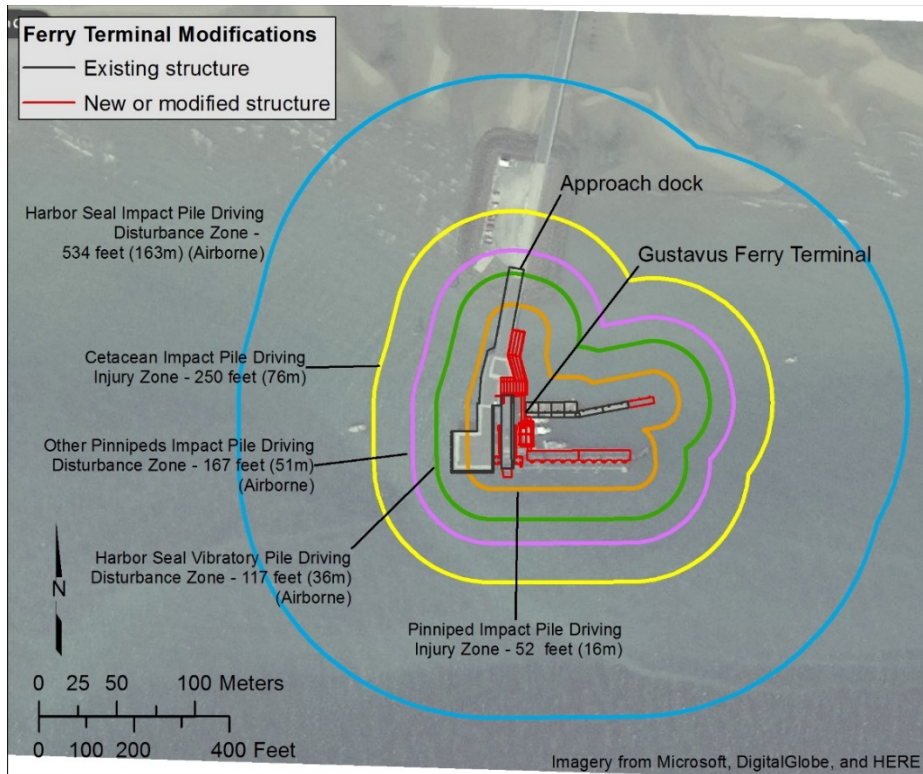 Ferry Terminal Modifications
Existing structure
New or modified structure
Approach dock
Gustavus Ferry Terminal
Harbor Seal Impact Pile Driving
Disturbance Zone -
534 feet (163m) (Airborne)
Cetacean Impact Pile Driving
Injury Zone - 250 feet (76m)
Other Pinnipeds Impact Pile Driving
Disturbance Zone - 167 feet (51m)
(Airborne)
Harbor Seal Vibratory Pile Driving
Disturbance Zone - 117 feet (36m)
(Airborne)
Pinniped Impact Pile Driving
Injury Zone - 52 feet (16m)
N
0 25 50 100 Meters
0 100 200 400 Feet
Imagery from Microsoft, DigitalGlobe, and HERE